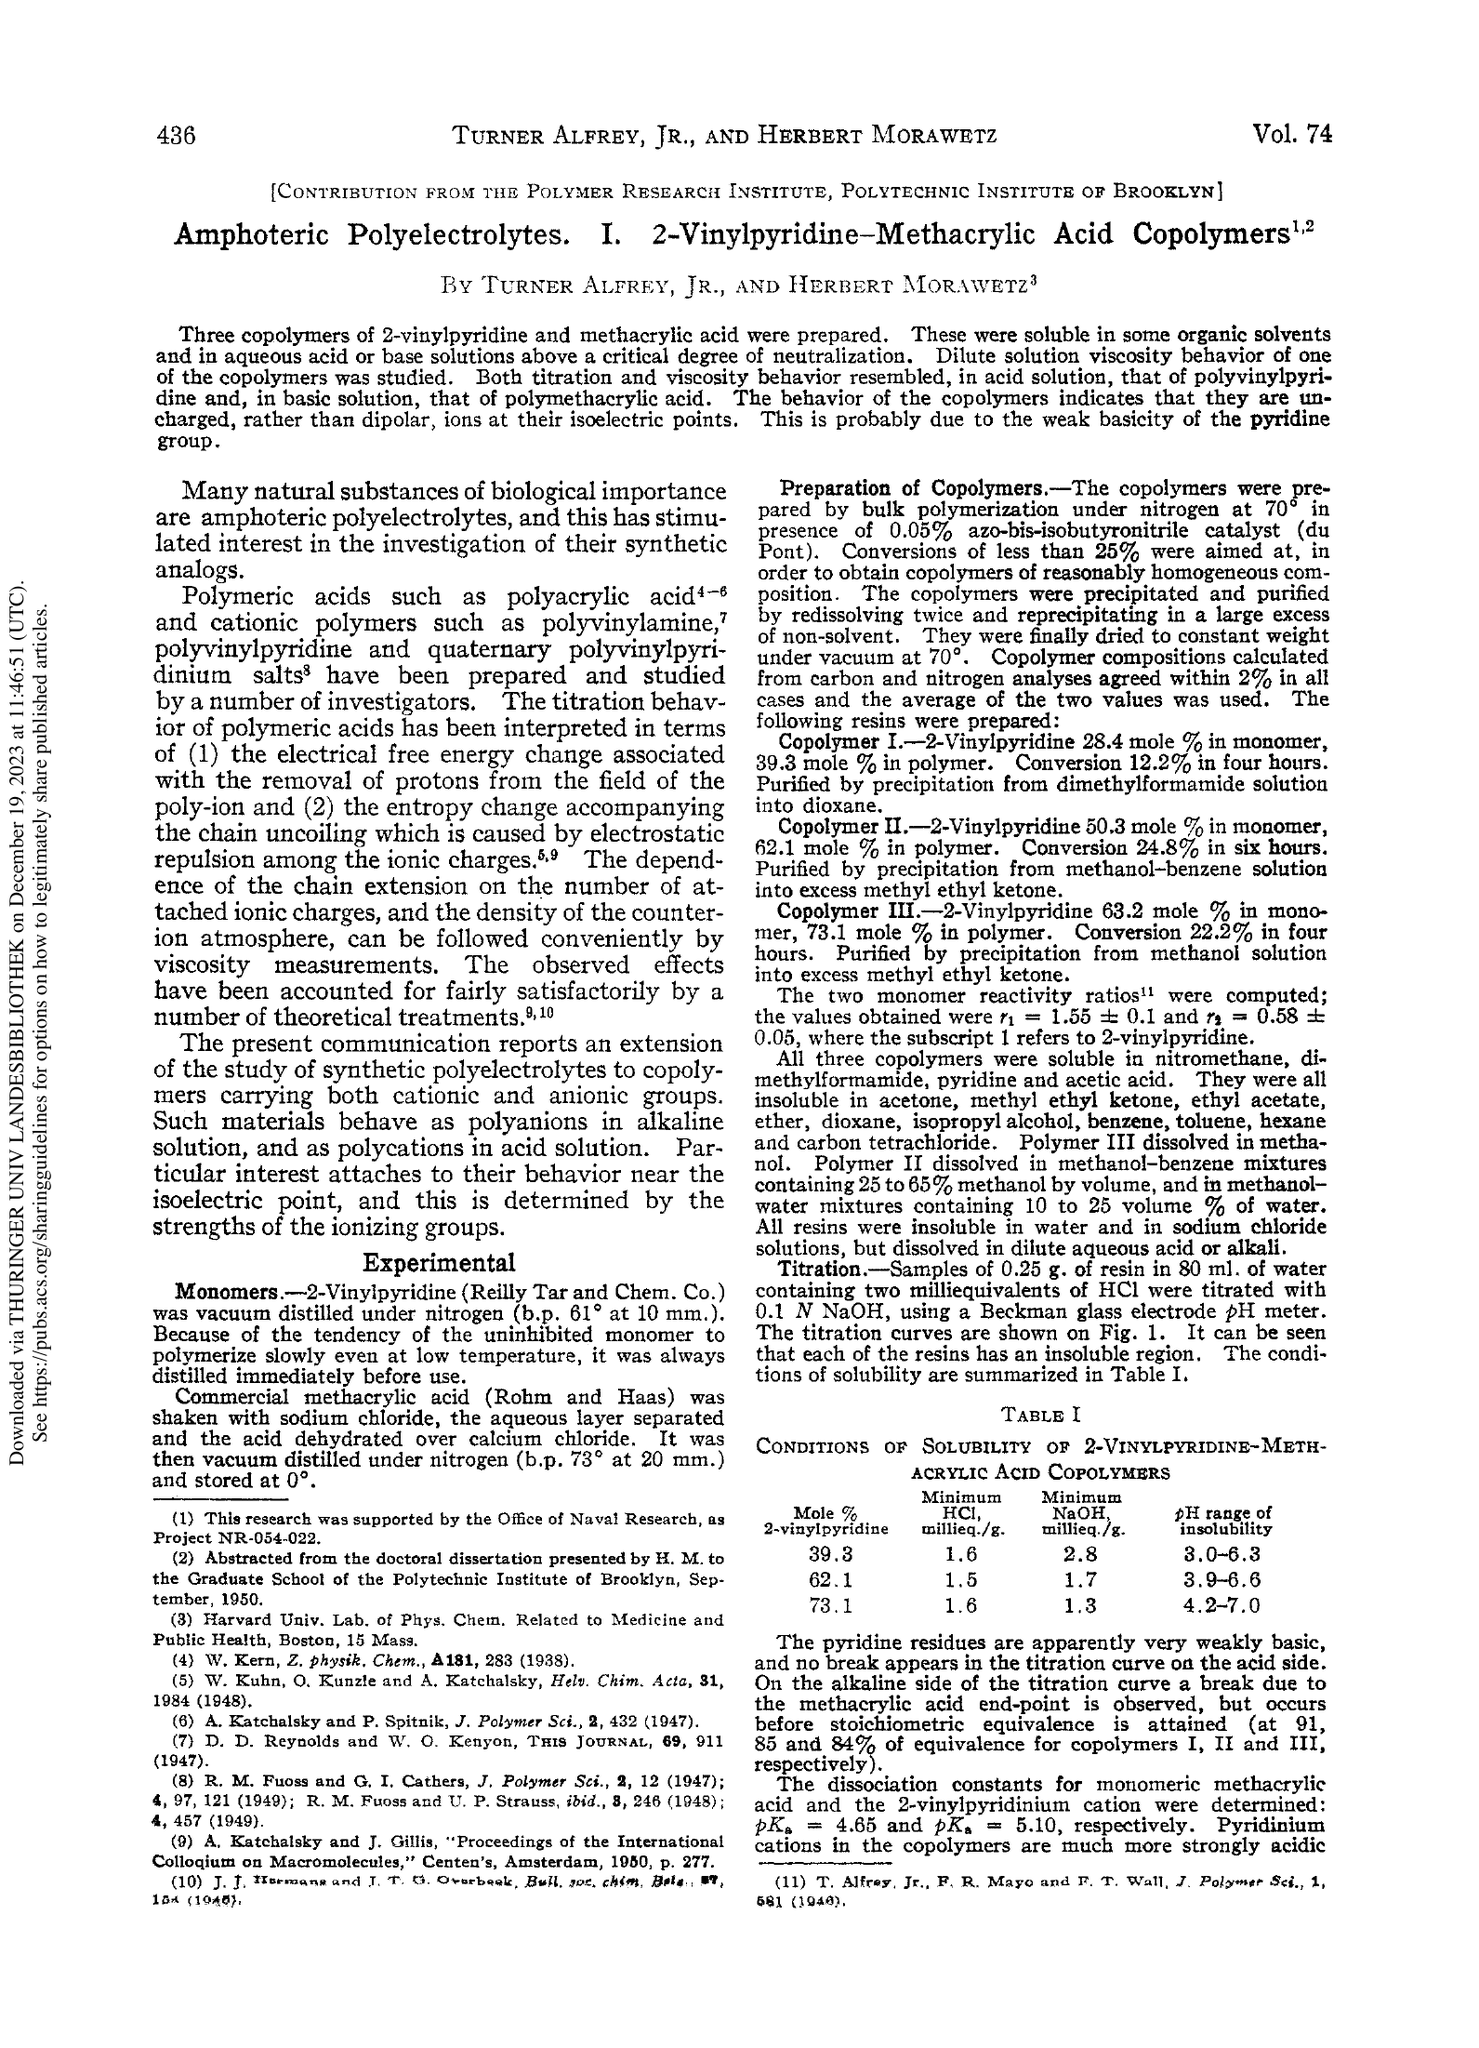 436
TURNER ALFREY, JR., AND HERBERT MORAWETZ
Vol. 74
[CONTRIBUTION FROM THE POLYMER RESEARCH INSTITUTE, POLYTECHNIC INSTITUTE OF BROOKLYN]
Amphoteric Polyelectrolytes. I. 2-Vinylpyridine–Methacrylic Acid Copolymers1,2
BY TURNER ALFREY, JR., AND HERBERT MORAWETZ3
Three copolymers of 2-vinylpyridine and methacrylic acid were prepared. These were soluble in some organic solvents
and in aqueous acid or base solutions above a critical degree of neutralization. Dilute solution viscosity behavior of one
of the copolymers was studied. Both titration and viscosity behavior resembled, in acid solution, that of polyvinylpyri-
dine and, in basic solution, that of polymethacrylic acid. The behavior of the copolymers indicates that they are un-
charged, rather than dipolar, ions at their isoelectric points. This is probably due to the weak basicity of the pyridine
group.
Many natural substances of biological importance
are amphoteric polyelectrolytes, and this has stimu-
lated interest in the investigation of their synthetic
analogs.
Polymeric acids such as polyacrylic acid4–6
and cationic polymers such as polyvinylamine,7
polyvinylpyridine and quaternary polyvinylpyri-
dinium salts8 have been prepared and studied
by a number of investigators. The titration behav-
ior of polymeric acids has been interpreted in terms
of (1) the electrical free energy change associated
with the removal of protons from the field of the
poly-ion and (2) the entropy change accompanying
the chain uncoiling which is caused by electrostatic
repulsion among the ionic charges.5,9 The depend-
ence of the chain extension on the number of at-
tached ionic charges, and the density of the counter-
ion atmosphere, can be followed conveniently by
viscosity measurements. The observed effects
have been accounted for fairly satisfactorily by a
number of theoretical treatments.9,10
The present communication reports an extension
of the study of synthetic polyelectrolytes to copoly-
mers carrying both cationic and anionic groups.
Such materials behave as polyanions in alkaline
solution, and as polycations in acid solution. Par-
ticular interest attaches to their behavior near the
isoelectric point, and this is determined by the
strengths of the ionizing groups.
Experimental
Monomers.—2-Vinylpyridine (Reilly Tar and Chem. Co.)
was vacuum distilled under nitrogen (b.p. 61° at 10 mm.).
Because of the tendency of the uninhibited monomer to
polymerize slowly even at low temperature, it was always
distilled immediately before use.
Commercial methacrylic acid (Rohm and Haas) was
shaken with sodium chloride, the aqueous layer separated
and the acid dehydrated over calcium chloride. It was
then vacuum distilled under nitrogen (b.p. 73° at 20 mm.)
and stored at 0°.
(1) This research was supported by the Office of Naval Research, as
Project NR-054-022.
(2) Abstracted from the doctoral dissertation presented by H. M. to
the Graduate School of the Polytechnic Institute of Brooklyn, Sep-
tember, 1950.
(3) Harvard Univ. Lab. of Phys. Chem. Related to Medicine and
Public Health, Boston, 15 Mass.
(4) W. Kern, Z. physik. Chem., A181, 283 (1938).
(5) W. Kuhn, O. Kunzle and A. Katchalsky, Helv. Chim. Acta, 31,
1984 (1948).
(6) A. Katchalsky and P. Spitnik, J. Polymer Sci., 2, 432 (1947).
(7) D. D. Reynolds and W. O. Kenyon, THIS JOURNAL, 69, 911
(1947).
(8) R. M. Fuoss and G. I. Cathers, J. Polymer Sci., 2, 12 (1947);
4, 97, 121 (1949); R. M. Fuoss and U. P. Strauss, ibid., 3, 246 (1948);
4, 457 (1949).
(9) A. Katchalsky and J. Gillis, "Proceedings of the International
Colloqium on Macromolecules," Centen's, Amsterdam, 1950, p. 277.
(10) J. J. Hermans and J. T. G. Overbeek, Bull. soc. chim. Belg.,
Preparation of Copolymers.—The copolymers were pre-
pared by bulk polymerization under nitrogen at 70° in
presence of 0.05% azo-bis-isobutyronitrile catalyst (du
Pont). Conversions of less than 25% were aimed at, in
order to obtain copolymers of reasonably homogeneous com-
position. The copolymers were precipitated and purified
by redissolving twice and reprecipitating in a large excess
of non-solvent. They were finally dried to constant weight
under vacuum at 70°. Copolymer compositions calculated
from carbon and nitrogen analyses agreed within 2% in all
cases and the average of the two values was used. The
following resins were prepared:
Copolymer I.—2-Vinylpyridine 28.4 mole % in monomer,
39.3 mole % in polymer. Conversion 12.2% in four hours.
Purified by precipitation from dimethylformamide solution
into dioxane.
Copolymer II.—2-Vinylpyridine 50.3 mole % in monomer,
62.1 mole % in polymer. Conversion 24.8% in six hours.
Purified by precipitation from methanol–benzene solution
into excess methyl ethyl ketone.
Copolymer III.—2-Vinylpyridine 63.2 mole % in mono-
mer, 73.1 mole % in polymer. Conversion 22.2% in four
hours. Purified by precipitation from methanol solution
into excess methyl ethyl ketone.
The two monomer reactivity ratios11 were computed;
the values obtained were r1 = 1.55 ± 0.1 and r2 = 0.58 ±
0.05, where the subscript 1 refers to 2-vinylpyridine.
All three copolymers were soluble in nitromethane, di-
methylformamide, pyridine and acetic acid. They were all
insoluble in acetone, methyl ethyl ketone, ethyl acetate,
ether, dioxane, isopropyl alcohol, benzene, toluene, hexane
and carbon tetrachloride. Polymer III dissolved in metha-
nol. Polymer II dissolved in methanol–benzene mixtures
containing 25 to 65% methanol by volume, and in methanol–
water mixtures containing 10 to 25 volume % of water.
All resins were insoluble in water and in sodium chloride
solutions, but dissolved in dilute aqueous acid or alkali.
Titration.—Samples of 0.25 g. of resin in 80 ml. of water
containing two milliequivalents of HCl were titrated with
0.1 N NaOH, using a Beckman glass electrode pH meter.
The titration curves are shown on Fig. 1. It can be seen
that each of the resins has an insoluble region. The condi-
tions of solubility are summarized in Table I.
TABLE I
CONDITIONS OF SOLUBILITY OF 2-VINYLPYRIDINE-METH-
ACRYLIC ACID COPOLYMERS
Mole % 2-vinylpyridine	Minimum HCl, millieq./g.	Minimum NaOH, millieq./g.	pH range of insolubility
39.3	1.6	2.8	3.0–6.3
62.1	1.5	1.7	3.9–6.6
73.1	1.6	1.3	4.2–7.0
The pyridine residues are apparently very weakly basic,
and no break appears in the titration curve on the acid side.
On the alkaline side of the titration curve a break due to
the methacrylic acid end-point is observed, but occurs
before stoichiometric equivalence is attained (at 91,
85 and 84% of equivalence for copolymers I, II and III,
respectively).
The dissociation constants for monomeric methacrylic
acid and the 2-vinylpyridinium cation were determined:
pKa = 4.65 and pKa = 5.10, respectively. Pyridinium
cations in the copolymers are much more strongly acidic
(11) T. Alfrey, Jr., F. R. Mayo and F. T. Wall, J. Polymer Sci., 1,
581 (1946).
Downloaded via THURINGER UNIV LANDESBIBLIOTHEK on December 19, 2023 at 11:46:51 (UTC).
See https://pubs.acs.org/sharingguidelines for options on how to legitimately share published articles.